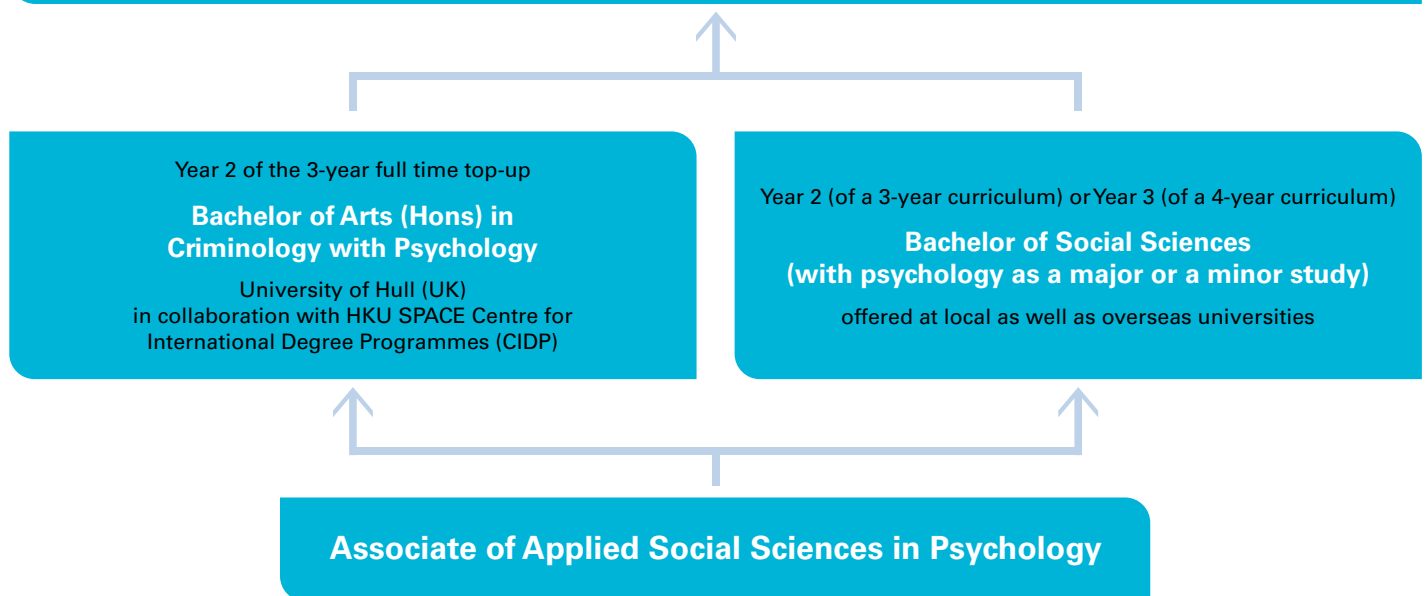 Year 2 of the 3-year full time top-up
Bachelor of Arts (Hons) in
Criminology with Psychology
University of Hull (UK)
in collaboration with HKU SPACE Centre for
International Degree Programmes (CIDP)
Year 2 (of a 3-year curriculum) or Year 3 (of a 4-year curriculum)
Bachelor of Social Sciences
(with psychology as a major or a minor study)
offered at local as well as overseas universities
Associate of Applied Social Sciences in Psychology